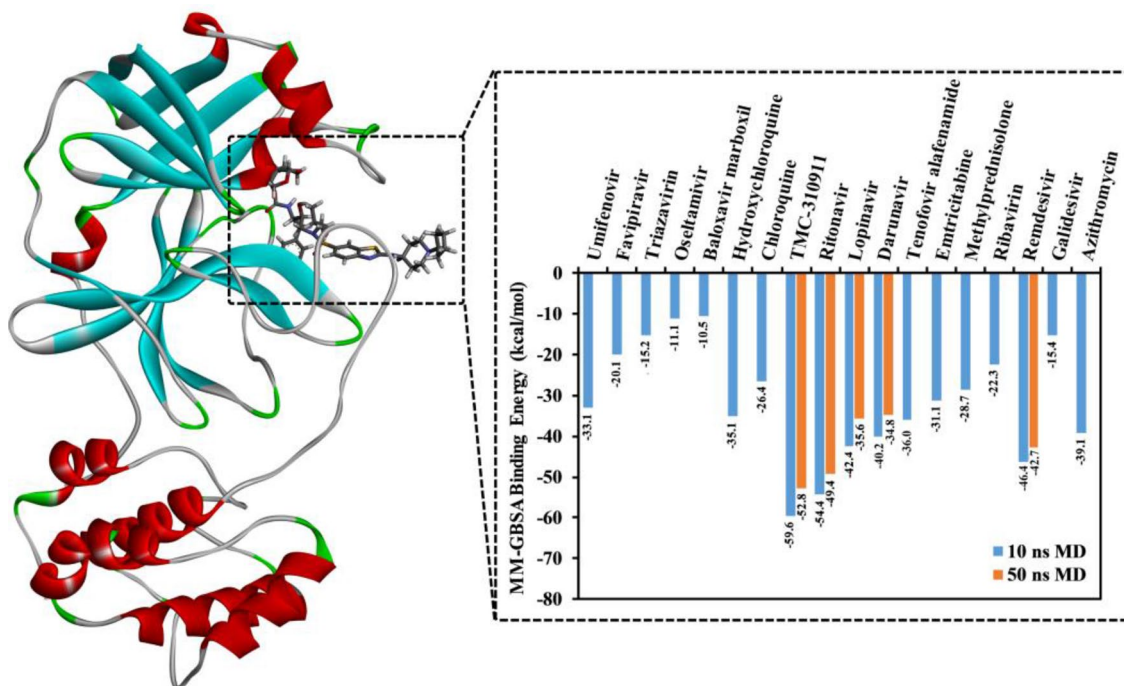 Umifenovir
Favipiravir
Triazavirin
Oseltamivir
Baloxavir marboxil
Hydroxychloroquine
Chloroquine
TMC-310911
Ritonavir
Lopinavir
Darunavir
Tenofovir alafenamide
Emtricitabine
Methylprednisolone
Ribavirin
Remdesivir
Galidesivir
Azithromycin
MM-GBSA Binding Energy (kcal/mol)
0
-10
-20
-30
-40
-50
-60
-70
-80
-33.1
-20.1
-15.2
-11.1
-10.5
-35.1
-26.4
-59.6
-52.8
-54.4
-49.4
-42.4
-35.6
-40.2
-34.8
-36.0
-31.1
-28.7
-22.3
-46.4
-42.7
-15.4
-39.1
10 ns MD
50 ns MD